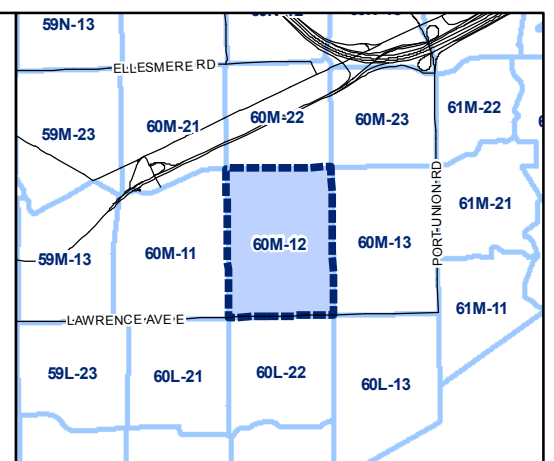 59N-13
ELLESMERE RD
59M-23
60M-21
60M-22
60M-23
61M-22
PORT UNION RD
61M-21
59M-13
60M-11
60M-12
60M-13
61M-11
LAWRENCE AVE E
59L-23
60L-21
60L-22
60L-13